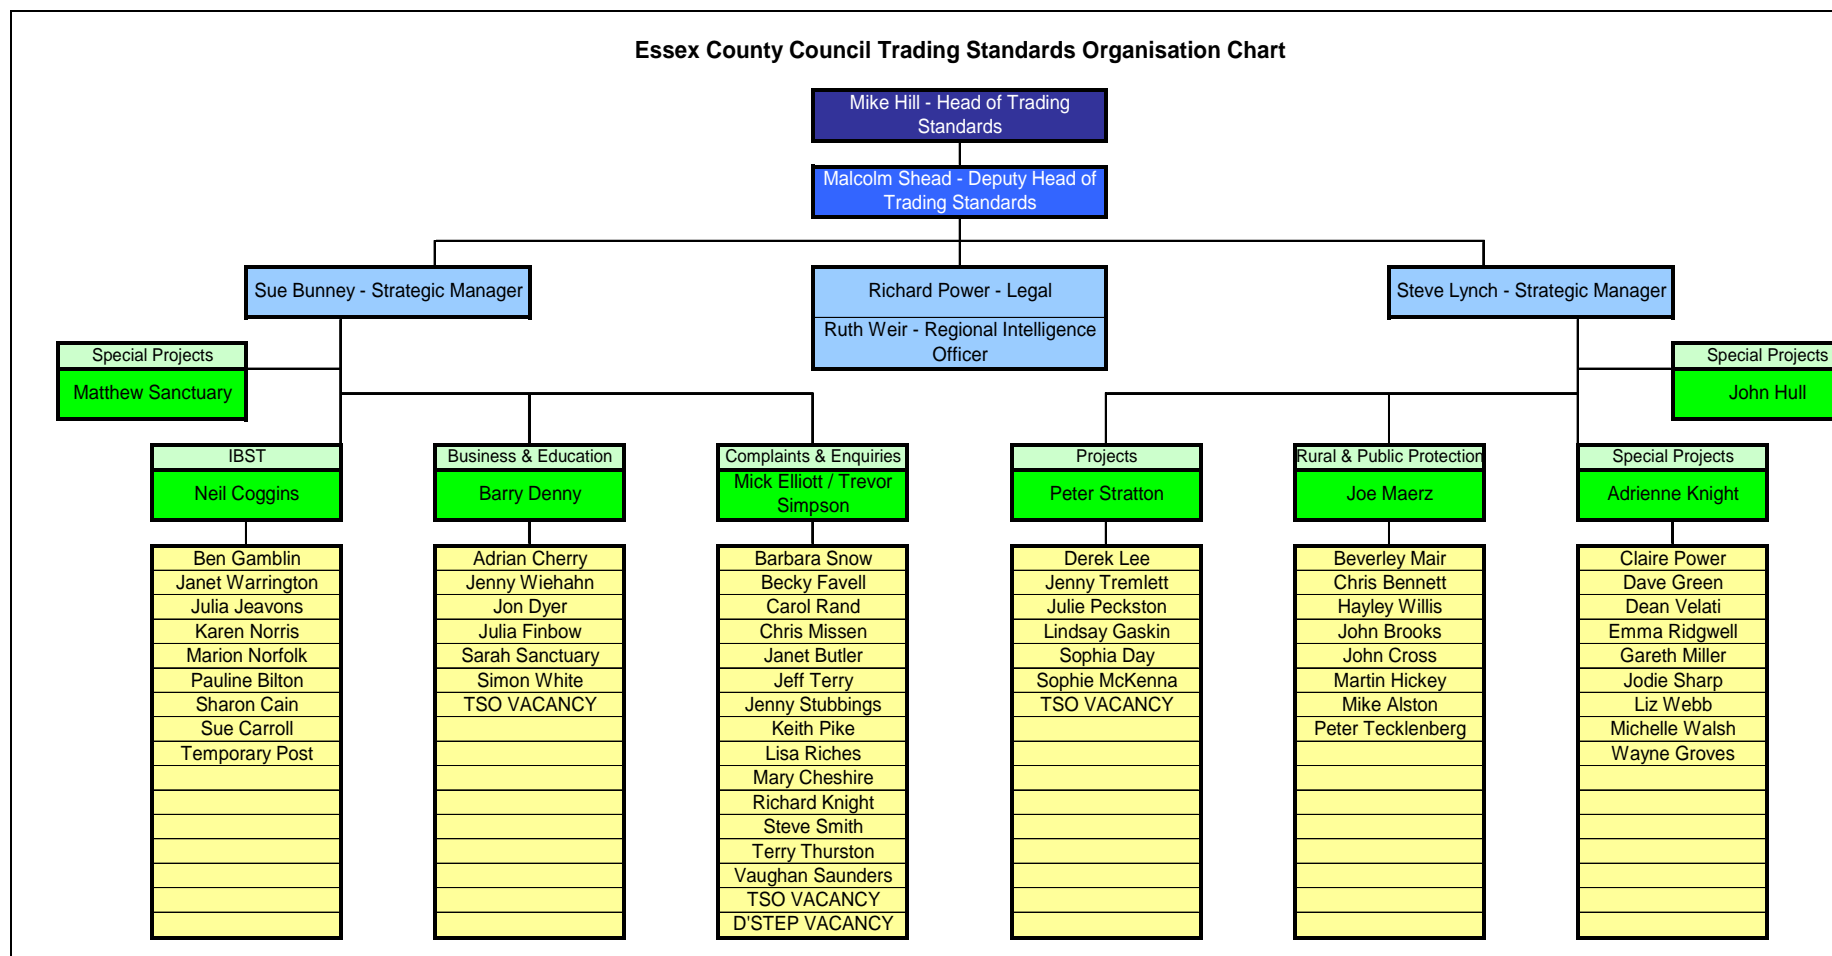 Essex County Council Trading Standards Organisation Chart
Mike Hill - Head of Trading
Standards
Malcolm Shead - Deputy Head of
Trading Standards
Sue Bunney - Strategic Manager
Richard Power - Legal
Ruth Weir - Regional Intelligence
Officer
Steve Lynch - Strategic Manager
Special Projects
Matthew Sanctuary
Special Projects
John Hull
IBST
Neil Coggins
Ben Gamblin
Janet Warrington
Julia Jeavons
Karen Norris
Marion Norfolk
Pauline Bilton
Sharon Cain
Sue Carroll
Temporary Post
Business & Education
Barry Denny
Adrian Cherry
Jenny Wiehahn
Jon Dyer
Julia Finbow
Sarah Sanctuary
Simon White
TSO VACANCY
Complaints & Enquiries
Mick Elliott / Trevor
Simpson
Barbara Snow
Becky Favell
Carol Rand
Chris Missen
Janet Butler
Jeff Terry
Jenny Stubbings
Keith Pike
Lisa Riches
Mary Cheshire
Richard Knight
Steve Smith
Terry Thurston
Vaughan Saunders
TSO VACANCY
D'STEP VACANCY
Projects
Peter Stratton
Derek Lee
Jenny Tremlett
Julie Peckston
Lindsay Gaskin
Sophia Day
Sophie McKenna
TSO VACANCY
Rural & Public Protection
Joe Maerz
Beverley Mair
Chris Bennett
Hayley Willis
John Brooks
John Cross
Martin Hickey
Mike Alston
Peter Tecklenberg
Special Projects
Adrienne Knight
Claire Power
Dave Green
Dean Velati
Emma Ridgwell
Gareth Miller
Jodie Sharp
Liz Webb
Michelle Walsh
Wayne Groves